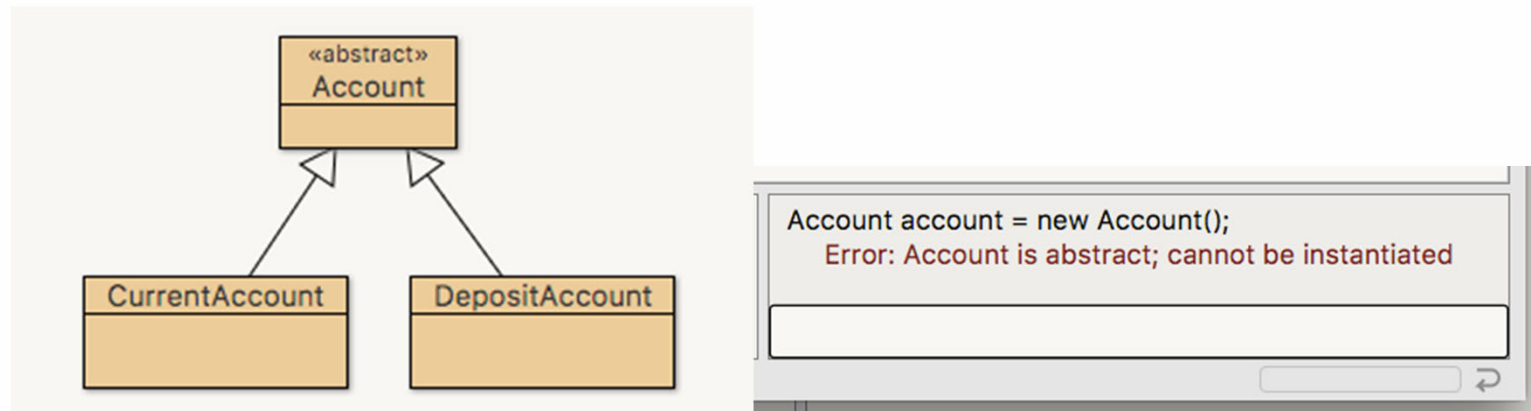 «abstract»
Account
CurrentAccount
DepositAccount
Account account = new Account();
Error: Account is abstract; cannot be instantiated